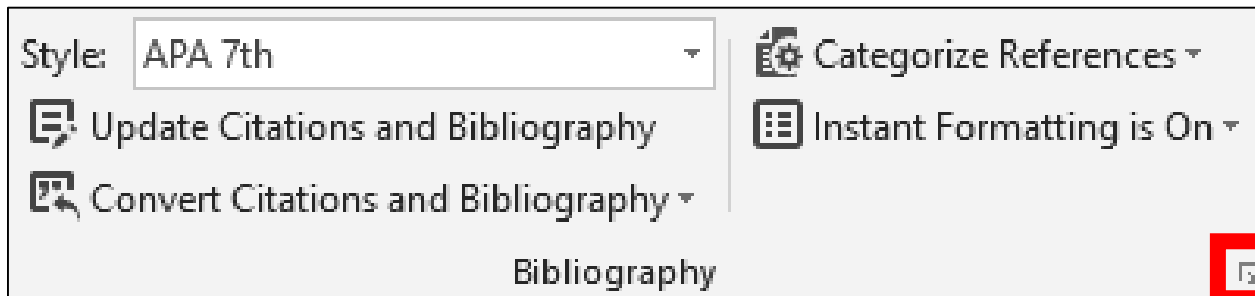 Style: APA 7th
Update Citations and Bibliography
Convert Citations and Bibliography
Categorize References
Instant Formatting is On
Bibliography